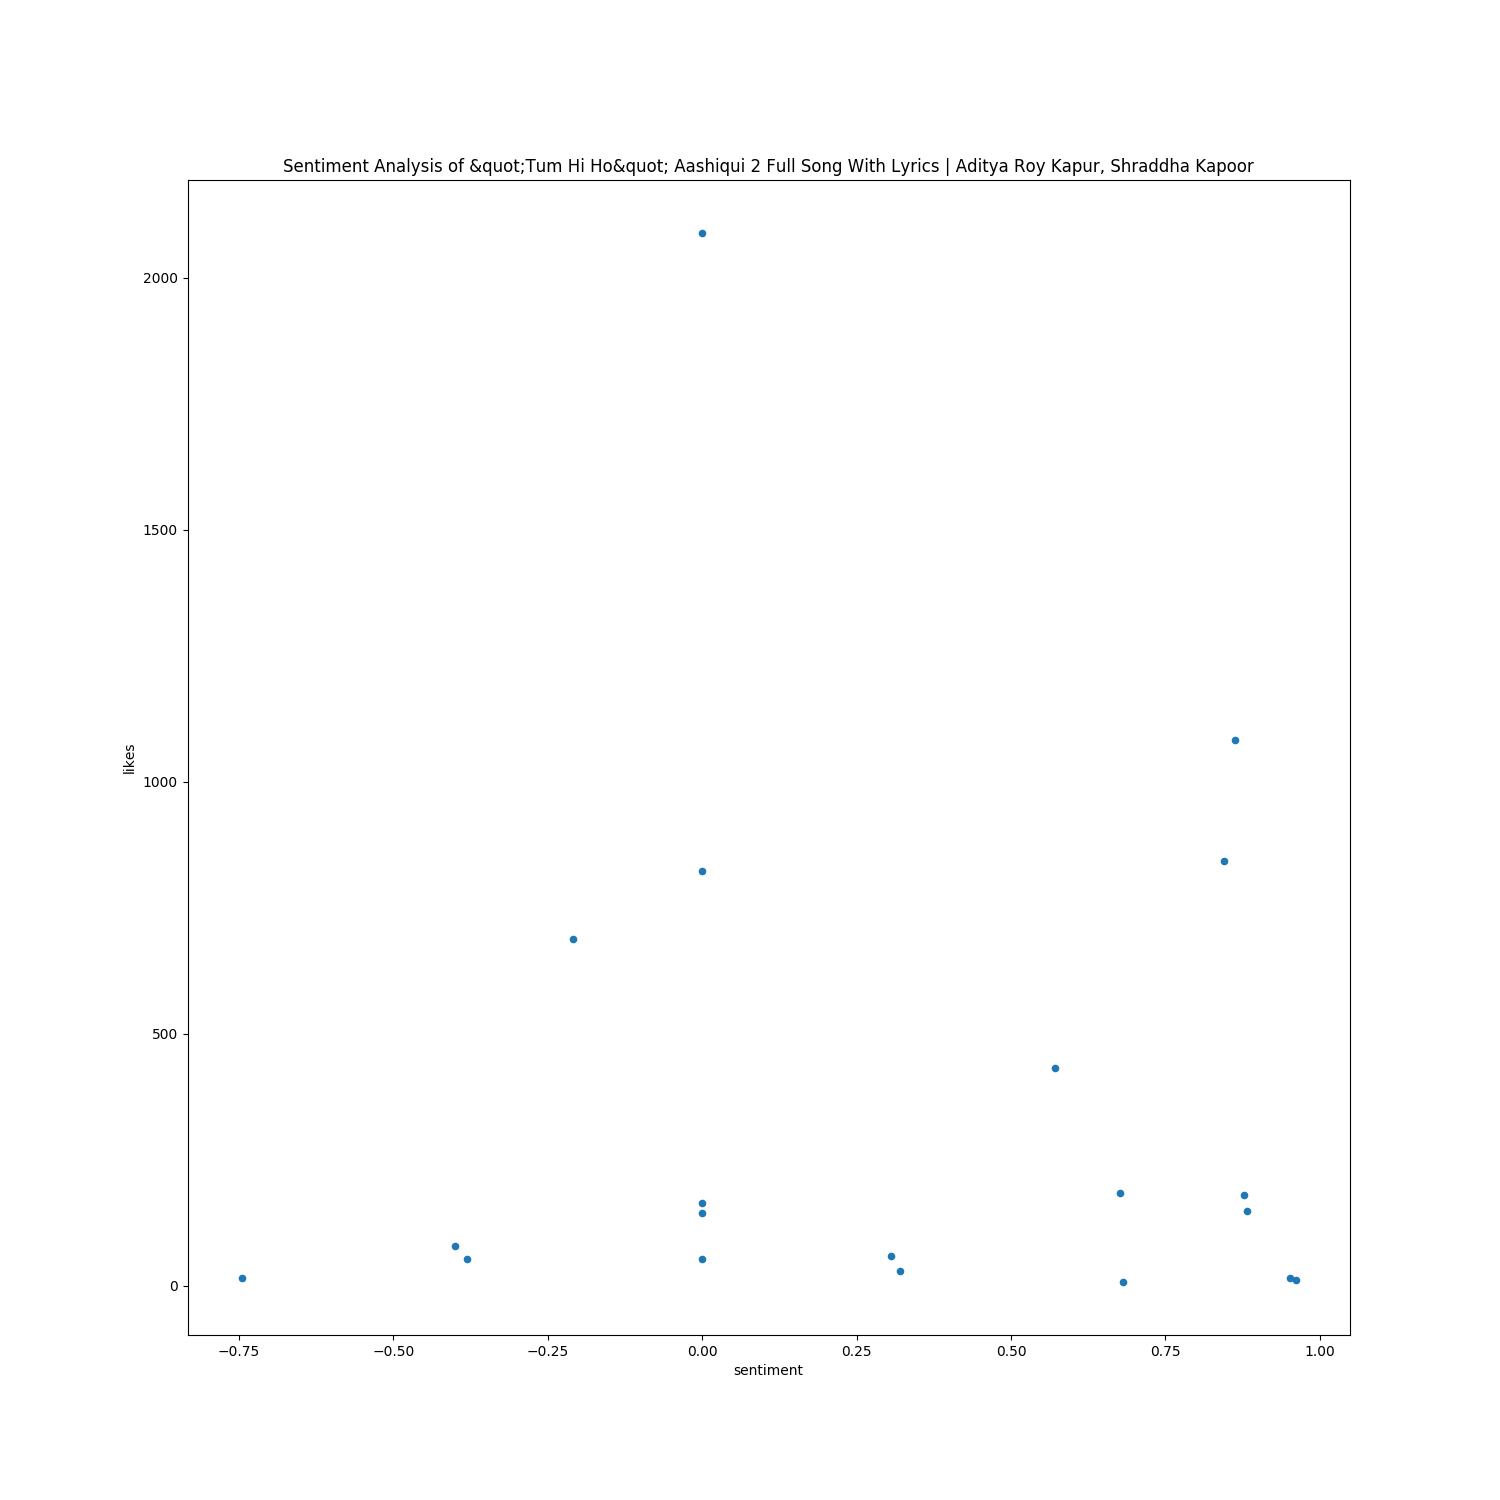 Sentiment Analysis of &quot;Tum Hi Ho&quot; Aashiqui 2 Full Song With Lyrics | Aditya Roy Kapur, Shraddha Kapoor
2000
1500
1000
500
0
likes
−0.75 −0.50 −0.25 0.00 0.25 0.50 0.75 1.00
sentiment